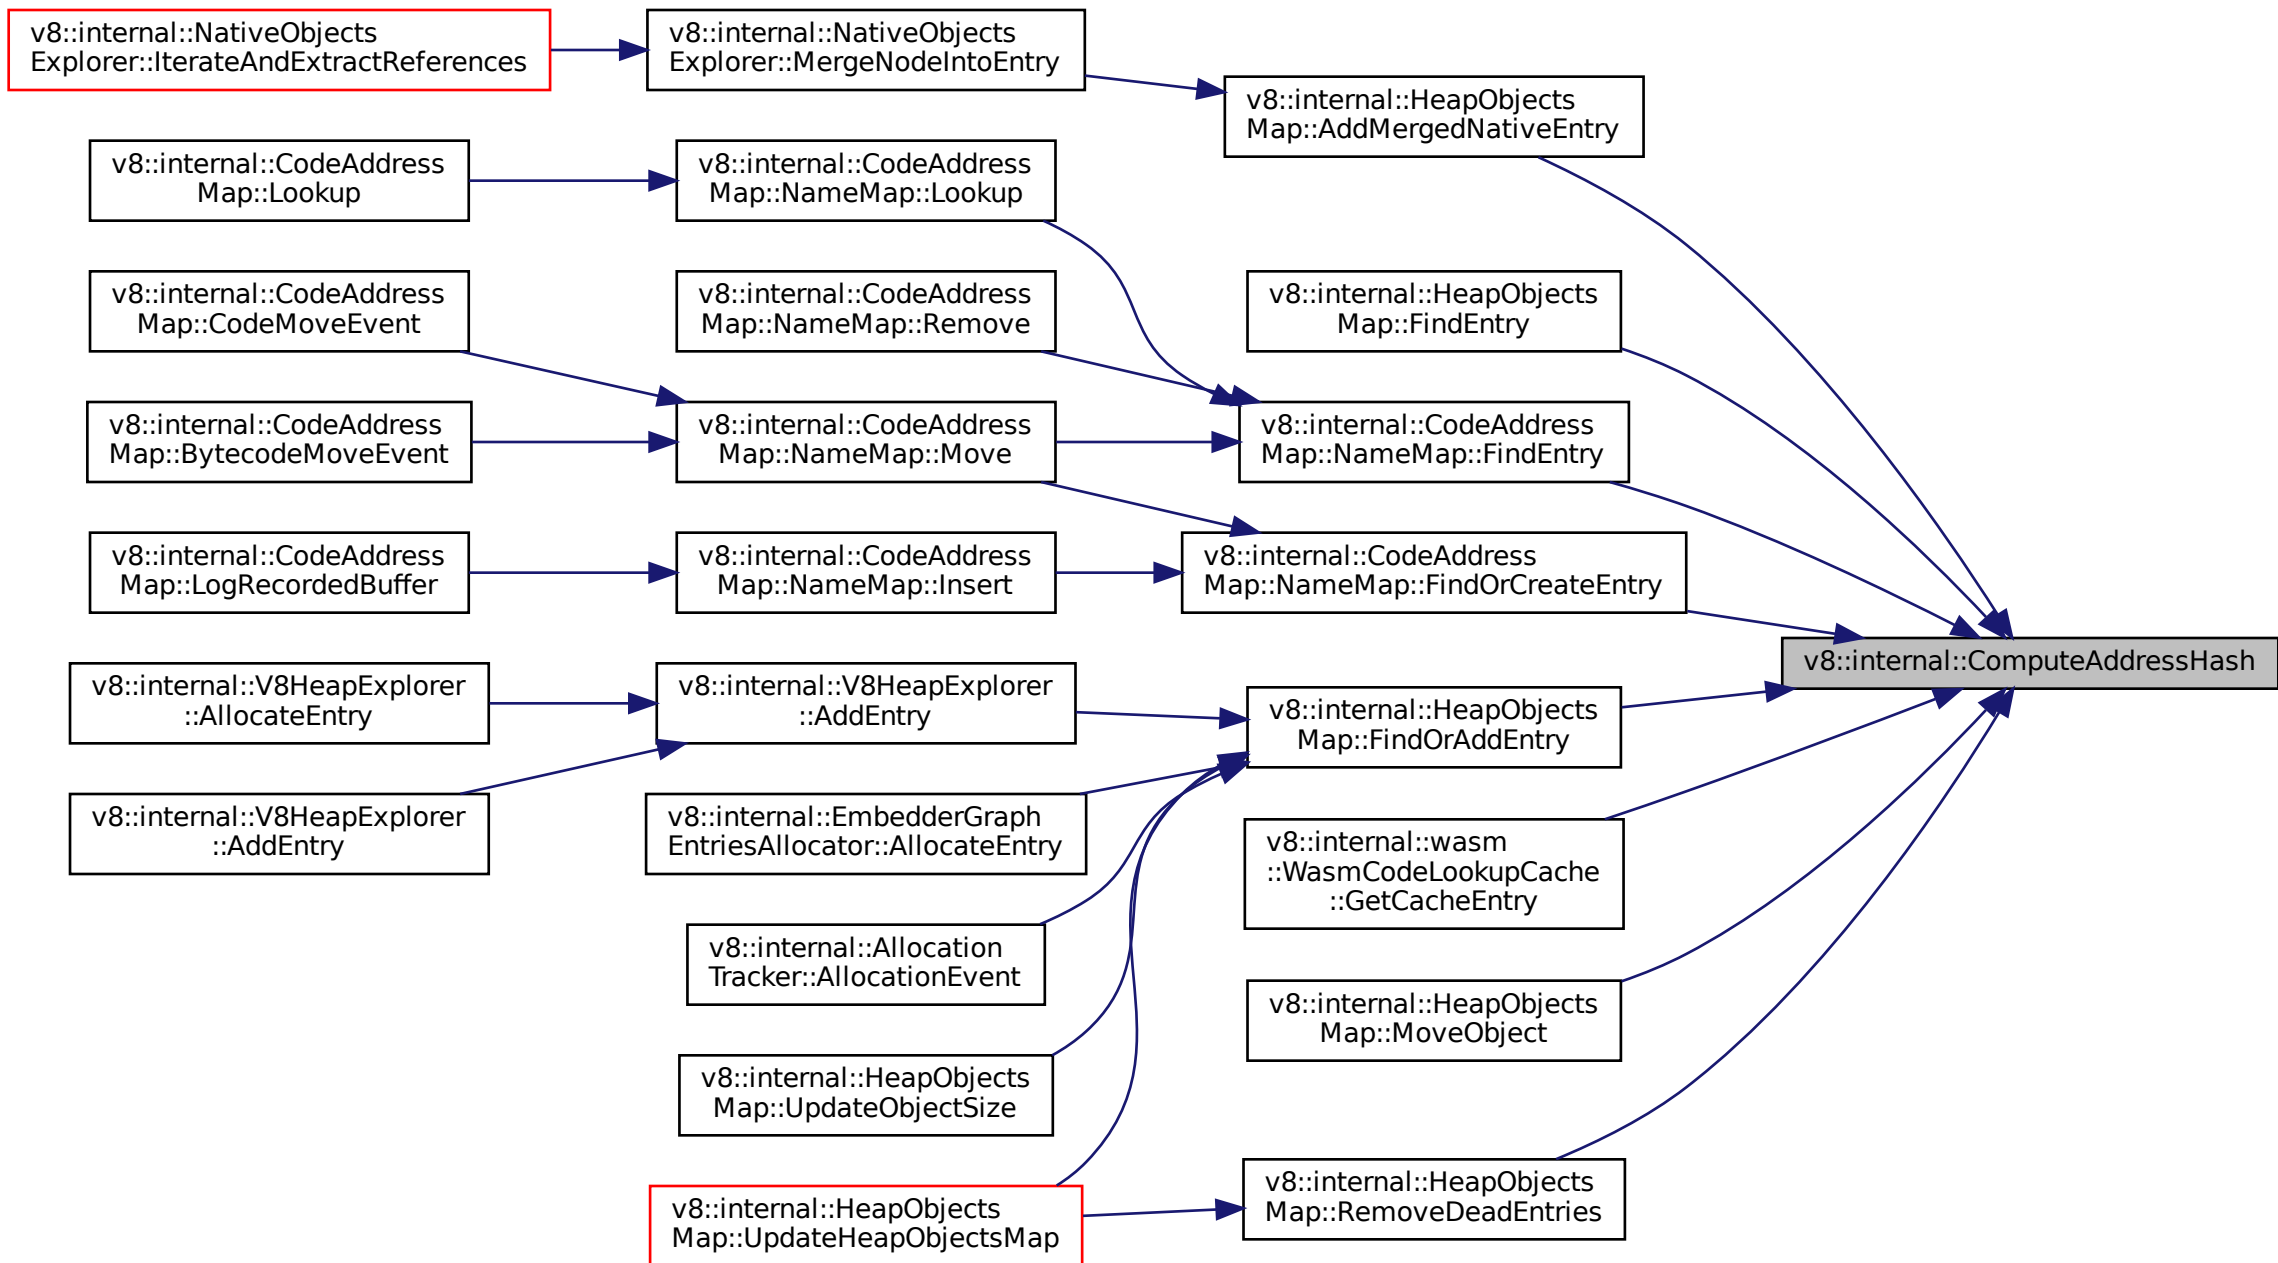 v8::internal::NativeObjects
Explorer::IterateAndExtractReferences
v8::internal::NativeObjects
Explorer::MergeNodeIntoEntry
v8::internal::HeapObjects
Map::AddMergedNativeEntry
v8::internal::CodeAddress
Map::Lookup
v8::internal::CodeAddress
Map::NameMap::Lookup
v8::internal::CodeAddress
Map::CodeMoveEvent
v8::internal::CodeAddress
Map::NameMap::Remove
v8::internal::HeapObjects
Map::FindEntry
v8::internal::CodeAddress
Map::BytecodeMoveEvent
v8::internal::CodeAddress
Map::NameMap::Move
v8::internal::CodeAddress
Map::NameMap::FindEntry
v8::internal::CodeAddress
Map::LogRecordedBuffer
v8::internal::CodeAddress
Map::NameMap::Insert
v8::internal::CodeAddress
Map::NameMap::FindOrCreateEntry
v8::internal::ComputeAddressHash
v8::internal::V8HeapExplorer
::AllocateEntry
v8::internal::V8HeapExplorer
::AddEntry
v8::internal::HeapObjects
Map::FindOrAddEntry
v8::internal::V8HeapExplorer
::AddEntry
v8::internal::EmbedderGraph
EntriesAllocator::AllocateEntry
v8::internal::wasm
::WasmCodeLookupCache
::GetCacheEntry
v8::internal::Allocation
Tracker::AllocationEvent
v8::internal::HeapObjects
Map::MoveObject
v8::internal::HeapObjects
Map::UpdateObjectSize
v8::internal::HeapObjects
Map::RemoveDeadEntries
v8::internal::HeapObjects
Map::UpdateHeapObjectsMap